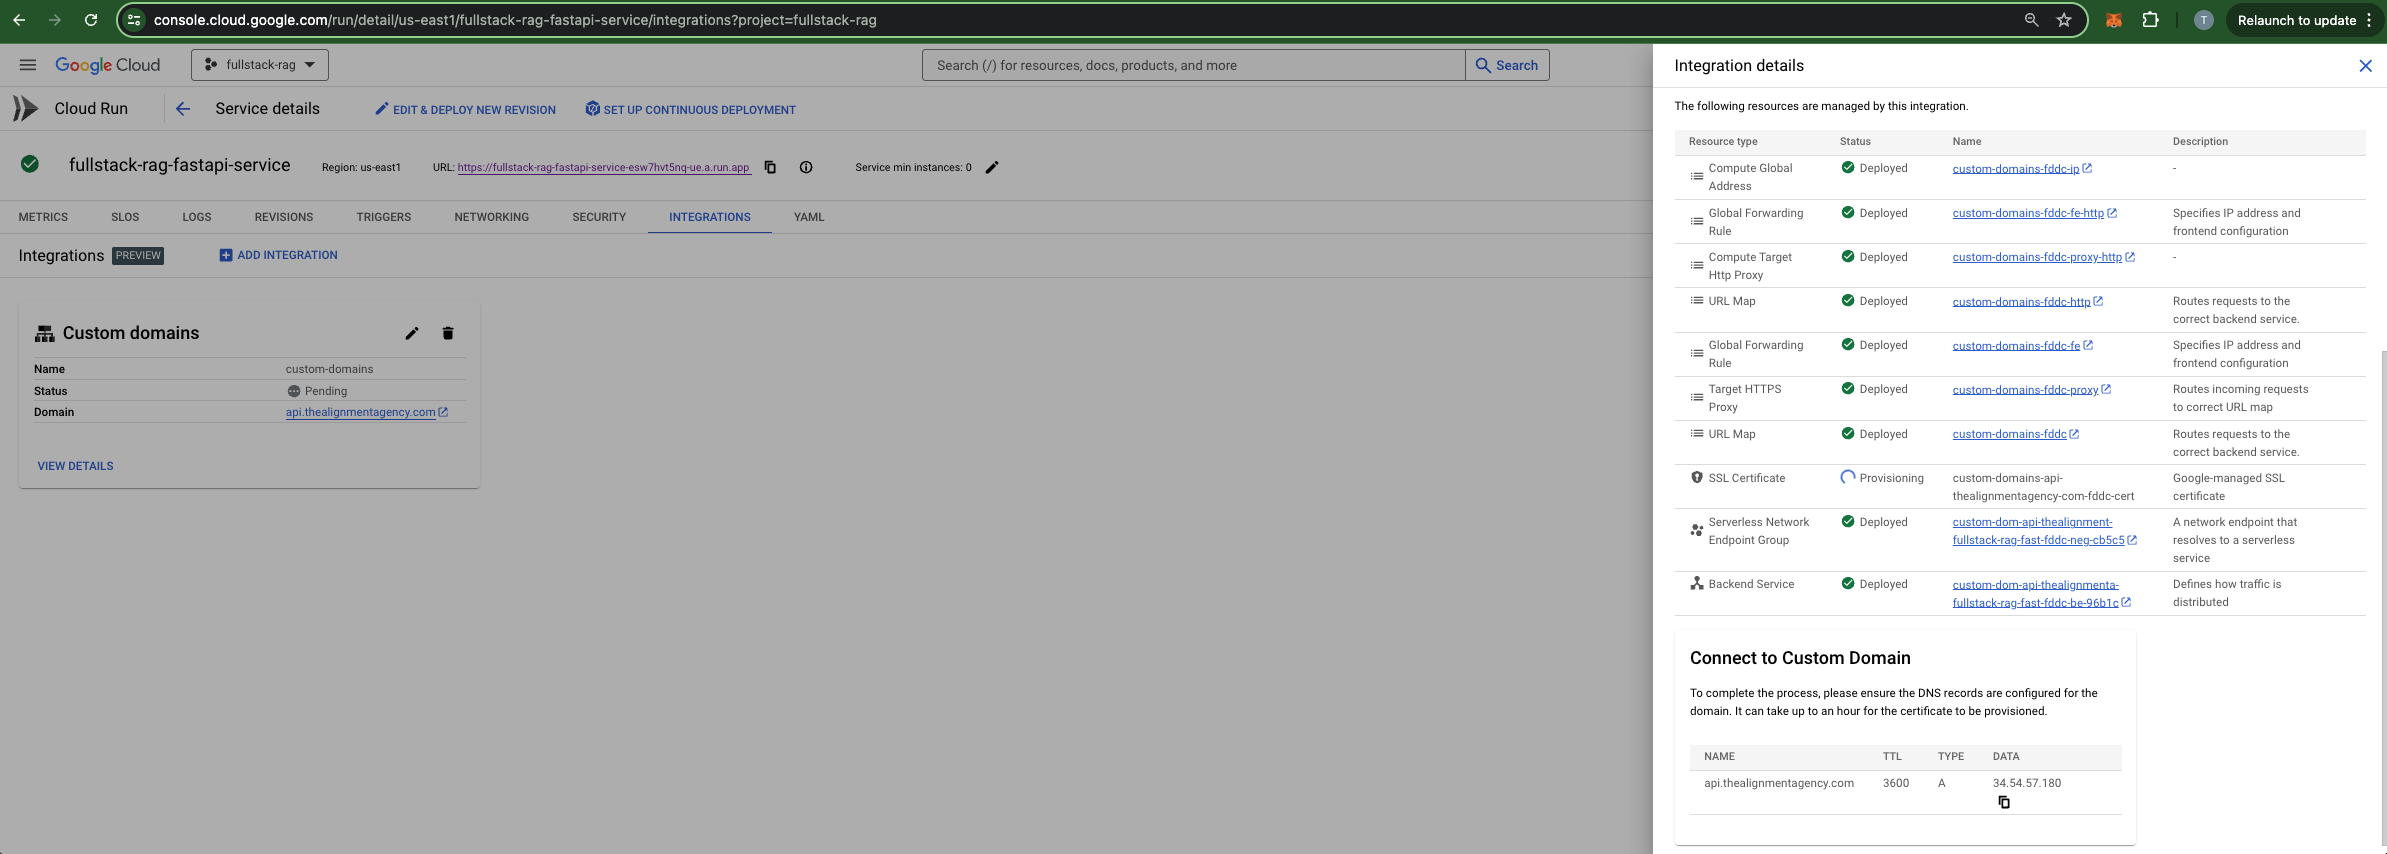 console.cloud.google.com/run/detail/us-east1/fullstack-rag-fastapi-service/integrations?project=fullstack-rag
T
Relaunch to update
Google Cloud
fullstack-rag
Search (/) for resources, docs, products, and more
Search
Cloud Run
Service details
EDIT & DEPLOY NEW REVISION
SET UP CONTINUOUS DEPLOYMENT
fullstack-rag-fastapi-service
Region: us-east1
URL: https://fullstack-rag-fastapi-service-esw7hvt5nq-ue.a.run.app
Service min instances: 0
METRICS
SLOS
LOGS
REVISIONS
TRIGGERS
NETWORKING
SECURITY
INTEGRATIONS
YAML
Integrations
PREVIEW
ADD INTEGRATION
Custom domains
Name custom-domains
Status Pending
Domain api.thealignmentagency.com
VIEW DETAILS
Integration details
The following resources are managed by this integration.
Resource type Status Name Description
Compute Global Deployed custom-domains-fddc-ip -
Address
Global Forwarding Deployed custom-domains-fddc-fe-http Specifies IP address and
Rule frontend configuration
Compute Target Deployed custom-domains-fddc-proxy-http -
Http Proxy
URL Map Deployed custom-domains-fddc-http Routes requests to the
correct backend service.
Global Forwarding Deployed custom-domains-fddc-fe Specifies IP address and
Rule frontend configuration
Target HTTPS Deployed custom-domains-fddc-proxy Routes incoming requests
Proxy to correct URL map
URL Map Deployed custom-domains-fddc Routes requests to the
correct backend service.
SSL Certificate Provisioning custom-domains-api- Google-managed SSL
thealignmentagency-com-fddc-cert certificate
Serverless Network Deployed custom-dom-api-thealignment- A network endpoint that
Endpoint Group fullstack-rag-fast-fddc-neg-cb5c5 resolves to a serverless
service
Backend Service Deployed custom-dom-api-thealignmenta- Defines how traffic is
fullstack-rag-fast-fddc-be-96b1c distributed
Connect to Custom Domain
To complete the process, please ensure the DNS records are configured for the
domain. It can take up to an hour for the certificate to be provisioned.
NAME TTL TYPE DATA
api.thealignmentagency.com 3600 A 34.54.57.180